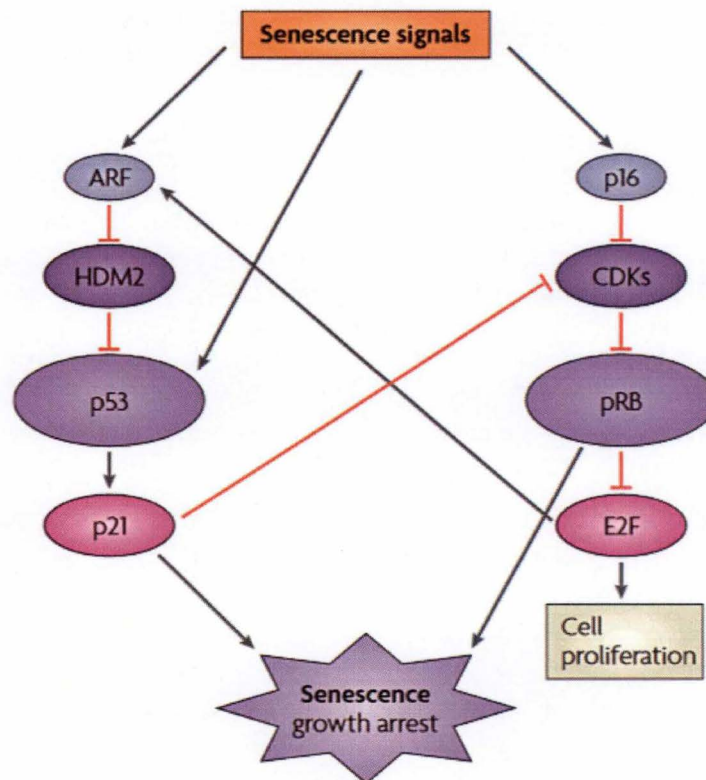 Senescence signals
ARF
p16
HDM2
CDKs
p53
pRB
p21
E2F
Cell
proliferation
Senescence
growth arrest